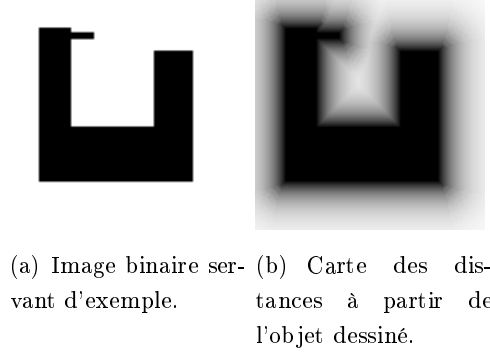 (a) Image binaire ser-
vant d'exemple.
(b) Carte des dis-
tances à partir de
l'objet dessiné.